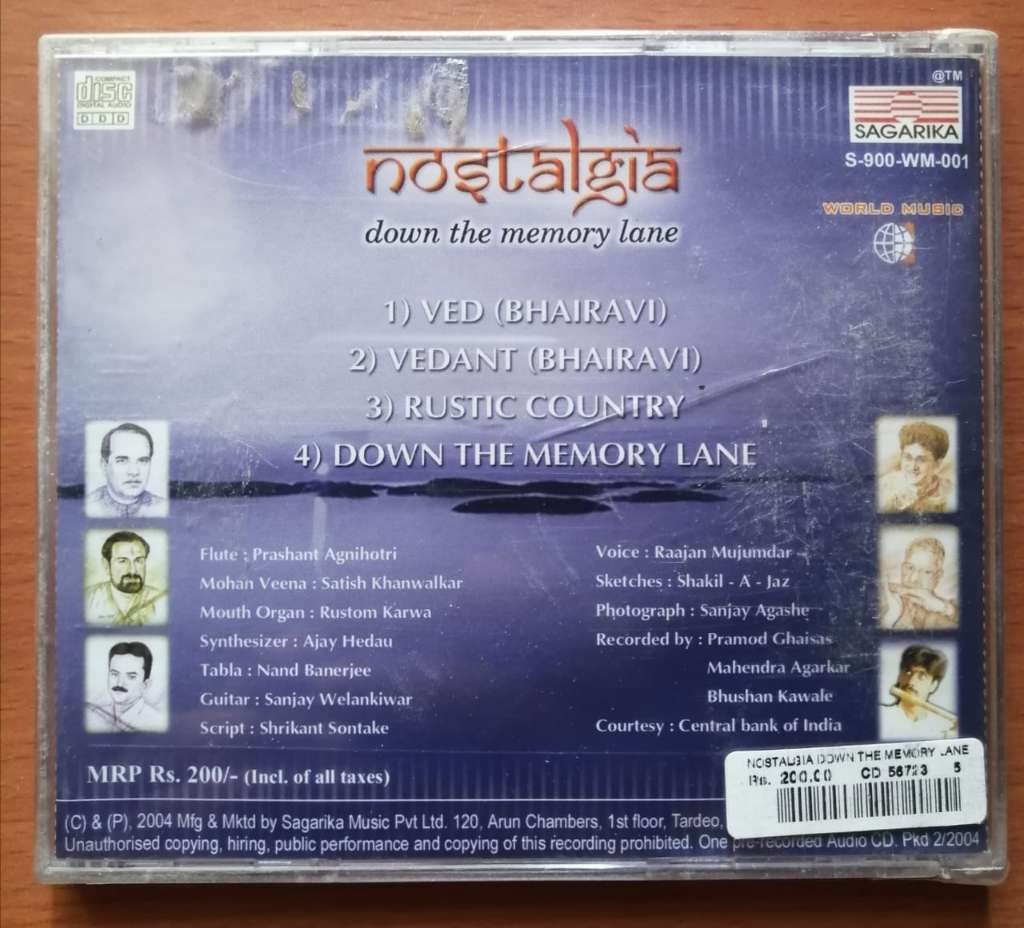 COMPACT
disc
DIGITAL AUDIO
DDD
@TM
SAGARIKA
S-900-WM-001
nostalgia
down the memory lane
WORLD MUSIC
1) VED (BHAIRAVI)
2) VEDANT (BHAIRAVI)
3) RUSTIC COUNTRY
4) DOWN THE MEMORY LANE
Flute : Prashant Agnihotri
Mohan Veena : Satish Khanwalkar
Mouth Organ : Rustom Karwa
Synthesizer : Ajay Hedau
Tabla : Nand Banerjee
Guitar : Sanjay Welankiwar
Script : Shrikant Sontake
Voice : Raajan Mujumdar
Sketches : Shakil - A - Jaz
Photograph : Sanjay Agashe
Recorded by : Pramod Ghaisas
Mahendra Agarkar
Bhushan Kawale
Courtesy : Central bank of India
MRP Rs. 200/- (Incl. of all taxes)
NOSTALGIA DOWN THE MEMORY LANE
Rs. 200.00 CD 56723 5
(C) & (P), 2004 Mfg & Mktd by Sagarika Music Pvt Ltd. 120, Arun Chambers, 1st floor, Tardeo,
Unauthorised copying, hiring, public performance and copying of this recording prohibited. One pre-recorded Audio CD. Pkd 2/2004